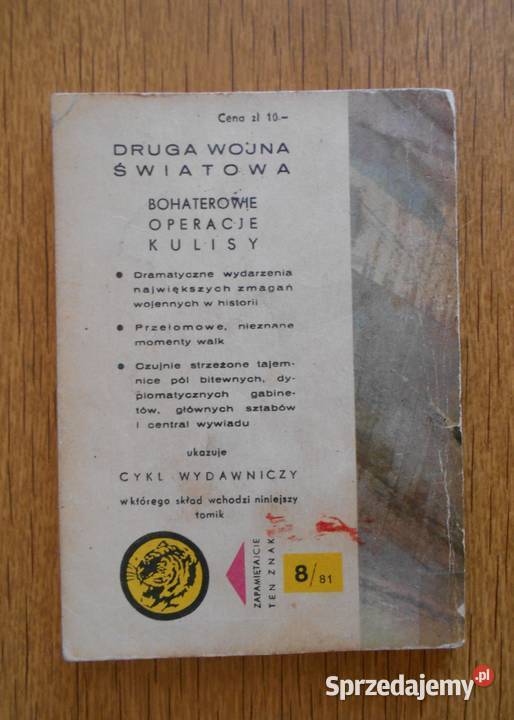 Cena zł 10.–
DRUGA WOJNA
ŚWIATOWA
BOHATEROWIE
OPERACJE
KULISY
● Dramatyczne wydarzenia
największych zmagań
wojennych w historii
● Przełomowe, nieznane
momenty walk
● Czujnie strzeżone tajem-
nice pól bitewnych, dy-
plomatycznych gabine-
tów, głównych sztabów
i central wywiadu
ukazuje
CYKL WYDAWNICZY
w którego skład wchodzi niniejszy
tomik
ZAPAMIĘTAJCIE
TEN ZNAK
8/81
Sprzedajemy.pl